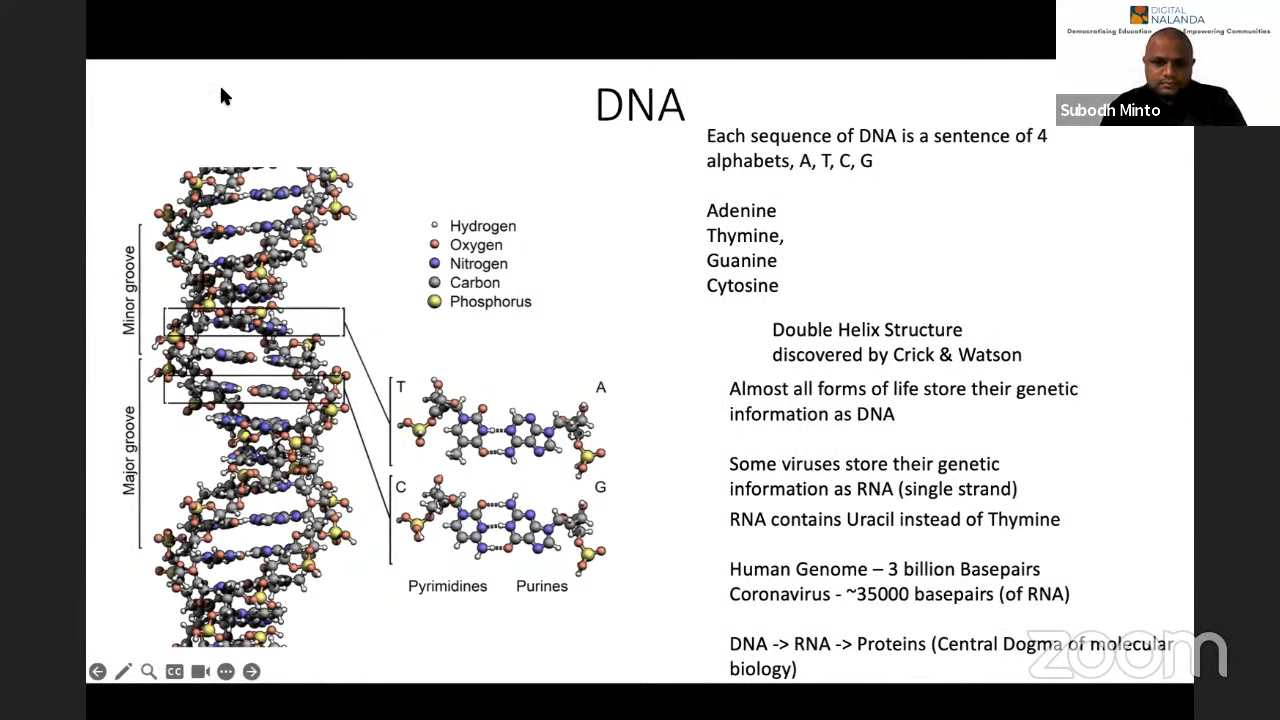 DIGITAL
NALANDA
Democratising Education Empowering Communities
Subodh Minto
DNA
Each sequence of DNA is a sentence of 4
alphabets, A, T, C, G
Adenine
Thymine,
Guanine
Cytosine
Double Helix Structure
discovered by Crick & Watson
Almost all forms of life store their genetic
information as DNA
Some viruses store their genetic
information as RNA (single strand)
RNA contains Uracil instead of Thymine
Human Genome – 3 billion Basepairs
Coronavirus - ~35000 basepairs (of RNA)
DNA -> RNA -> Proteins (Central Dogma of molecular
biology)
Minor groove
Major groove
Hydrogen
Oxygen
Nitrogen
Carbon
Phosphorus
T A
C G
Pyrimidines Purines
CC
zoom